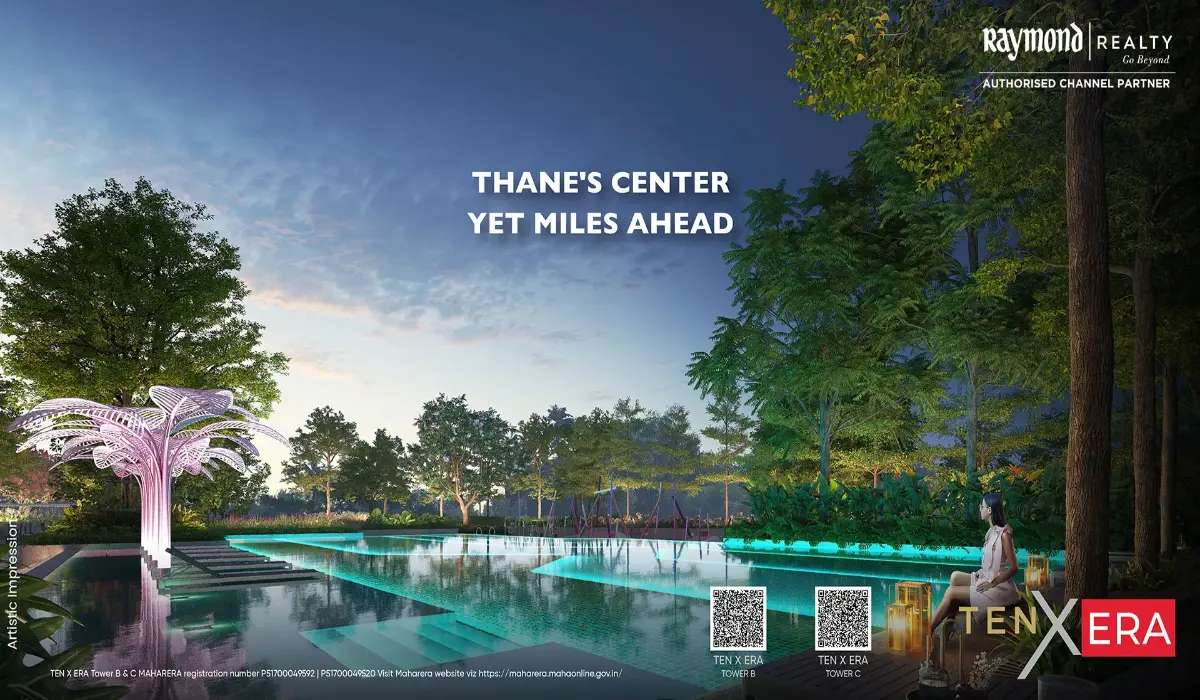 Raymond REALTY
Go Beyond
AUTHORISED CHANNEL PARTNER
THANE'S CENTER
YET MILES AHEAD
Artistic Impression
TEN X ERA
TOWER B
TEN X ERA
TOWER C
TEN X ERA
TEN X ERA Tower B & C MAHARERA registration number P51700049592 | P51700049520 Visit Maharera website viz https://maharera.mahaonline.gov.in/